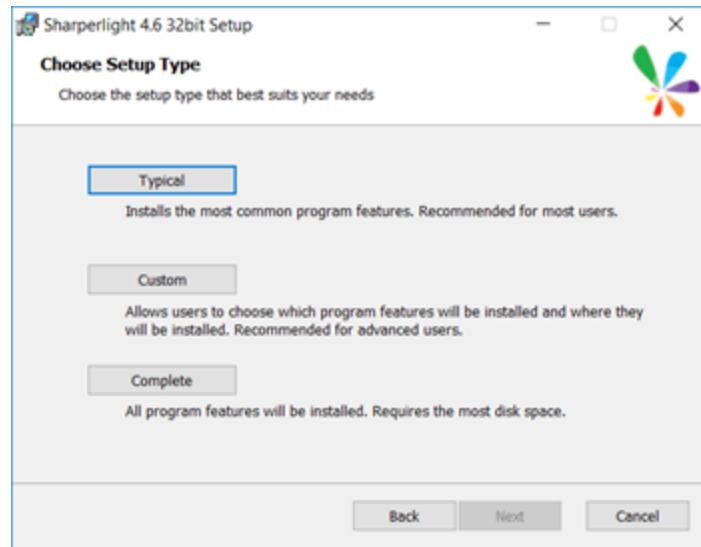 Sharperlight 4.6 32bit Setup
Choose Setup Type
Choose the setup type that best suits your needs
Typical
Installs the most common program features. Recommended for most users.
Custom
Allows users to choose which program features will be installed and where they
will be installed. Recommended for advanced users.
Complete
All program features will be installed. Requires the most disk space.
Back Next Cancel